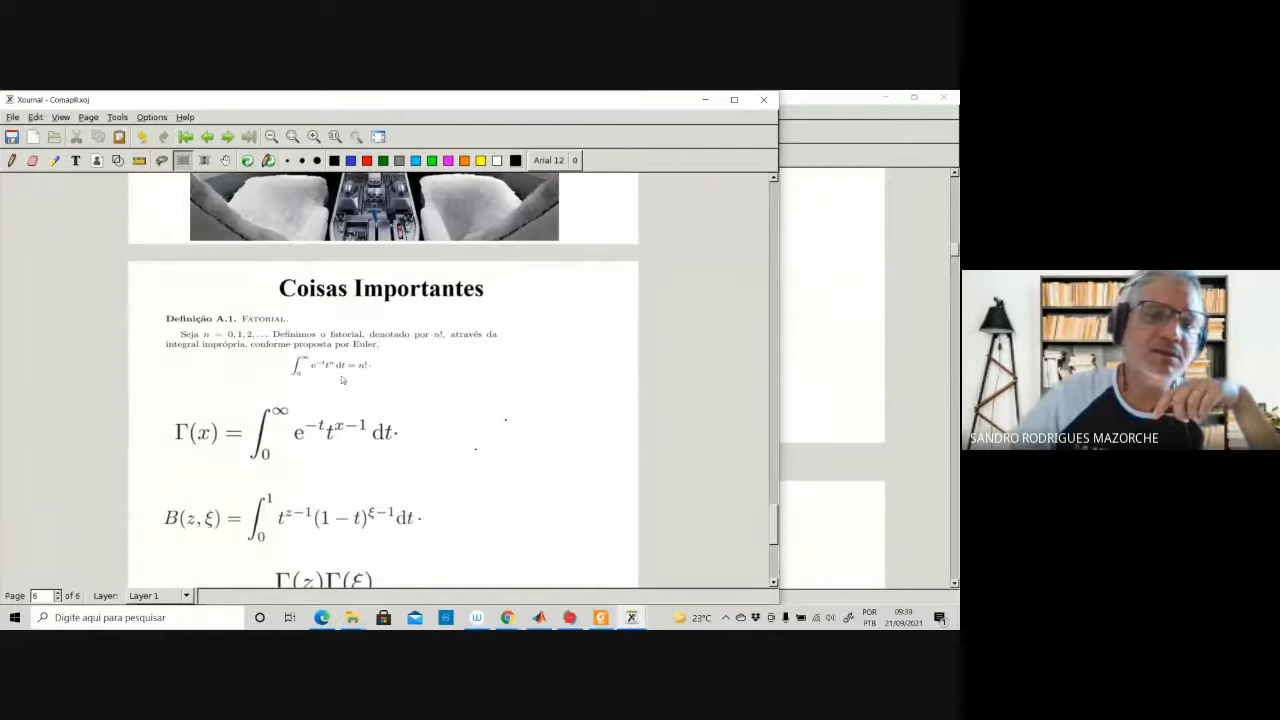 Xournal - ComapII.xoj
File Edit View Page Tools Options Help
Arial 12 0
Coisas Importantes
Definição A.1. FATORIAL.
Seja n = 0, 1, 2, . . . Definimos o fatorial, denotado por n!, através da
integral imprópria, conforme proposta por Euler,
∫₀^∞ e^{−t}t^n dt = n!·
Γ(x) = ∫₀^∞ e^{−t}t^{x−1} dt·
B(z, ξ) = ∫₀^1 t^{z−1}(1 − t)^{ξ−1}dt·
Γ(z)Γ(ξ)
SANDRO RODRIGUES MAZORCHE
Page 6 of 6 Layer: Layer 1
Digite aqui para pesquisar
23°C
POR
PTB
09:39
21/09/2021